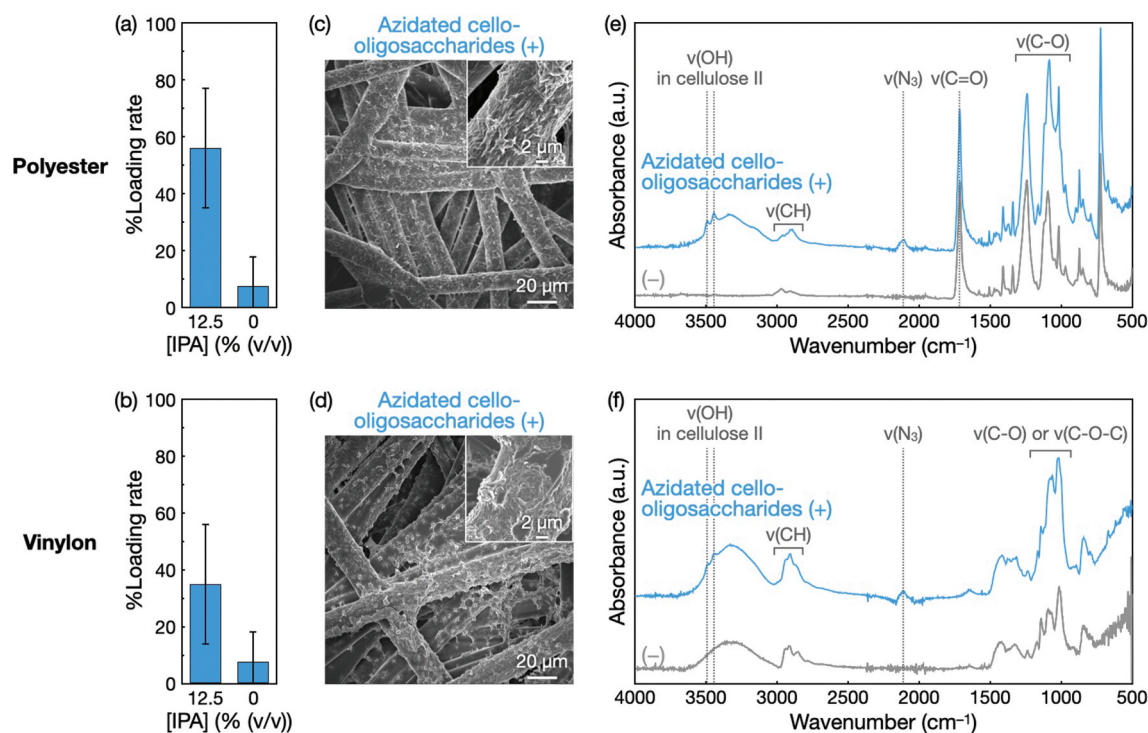 (a)
100
80
60
40
20
0
%Loading rate
12.5
0
[IPA] (% (v/v))
Polyester
(c)
Azidated cello-
oligosaccharides (+)
2 μm
20 μm
(e)
ν(OH)
in cellulose II
ν(N₃)
ν(C=O)
ν(C-O)
Azidated cello-
oligosaccharides (+)
ν(CH)
(–)
Absorbance (a.u.)
4000
3000
2000
1500
1000
500
Wavenumber (cm⁻¹)
(b)
100
80
60
40
20
0
%Loading rate
12.5
0
[IPA] (% (v/v))
Vinylon
(d)
Azidated cello-
oligosaccharides (+)
2 μm
20 μm
(f)
ν(OH)
in cellulose II
ν(N₃)
ν(C-O) or ν(C-O-C)
Azidated cello-
oligosaccharides (+)
ν(CH)
(–)
Absorbance (a.u.)
4000
3000
2000
1500
1000
500
Wavenumber (cm⁻¹)